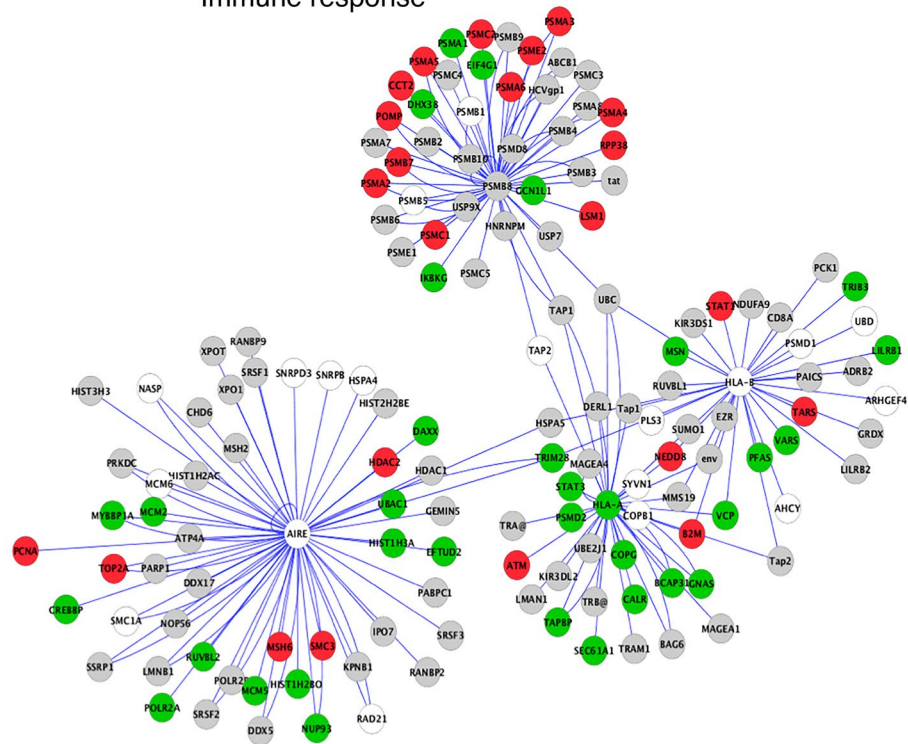 Immune response
PSMA3
PSMC2
PSMB9
PSMA1
PSME2
EIF4G1
PSMA5
PSMC4
ABCB1
PSMC3
CCT2
PSMA6
HCVgp1
DHX38
PSMB1
PSMA8
PSMA4
POMP
PSMB4
PSMA7
PSMB2
PSMD8
RPP38
PSMB7
PSMB10
PSMB3
tat
PSMA2
PSMB8
GCN1L1
PSMB5
USP9X
PSMB6
LSM1
PSMC1
HNRNPM
USP7
PSME1
PSMC5
IKBKG
PCK1
TRIB3
UBC
STAT1
NDUFA9
TAP1
CD8A
KIR3DS1
UBD
RANBP9
PSMD1
XPOT
TAP2
MSN
LILRB1
SNRPD3
SRSF1
SNRPB
HSPA4
ADRB2
NASP
XPO1
RUVBL1
HLA-B
PAICS
HIST3H3
HIST2H2BE
ARHGEF4
CHD6
DERL1
Tap1
TARS
PLS3
EZR
HSPA5
SUMO1
GRDX
DAXX
VARS
MSH2
TRIM28
NEDD8
env
PFAS
HDAC2
MAGEA4
PRKDC
HDAC1
LILRB2
HIST1H2AC
MCM6
STAT3
SYVN1
MMS19
UBAC1
HLA-A
AHCY
MYBBP1A
MCM2
GEMIN5
PSMD2
COPB1
VCP
TRA@
AIRE
B2M
ATP4A
HIST1H3A
PCNA
EFTUD2
UBE2J1
COPG
Tap2
TOP2A
PARP1
ATM
KIR3DL2
DDX17
BCAP31
GNAS
PABPC1
LMAN1
TRB@
CALR
CREBBP
SMC1A
NOP56
TAPBP
MAGEA1
IPO7
SRSF3
MSH6
SMC3
BAG6
TRAM1
SEC61A1
RUVBL2
SSRP1
LMNB1
KPNB1
RANBP2
MCM5
HIST1H2BO
POLR2A
SRSF2
RAD21
DDX5
NUP93